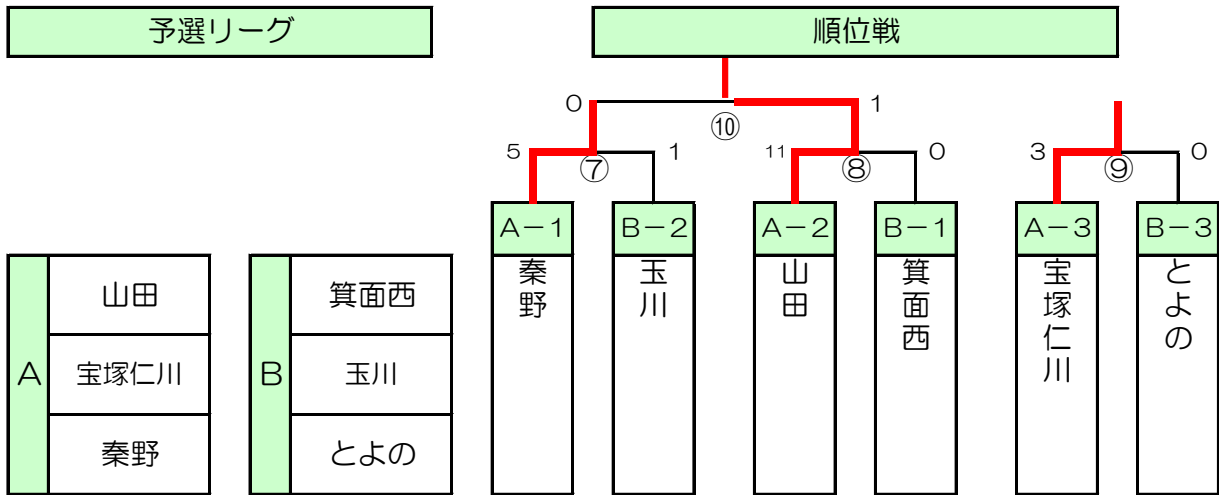 予選リーグ
順位戦
0
1
⑩
5
1
11
0
3
0
⑦
⑧
⑨
A-1
B-2
A-2
B-1
A-3
B-3
秦野
玉川
山田
箕面西
宝塚仁川
とよの
A
山田
宝塚仁川
秦野
B
箕面西
玉川
とよの